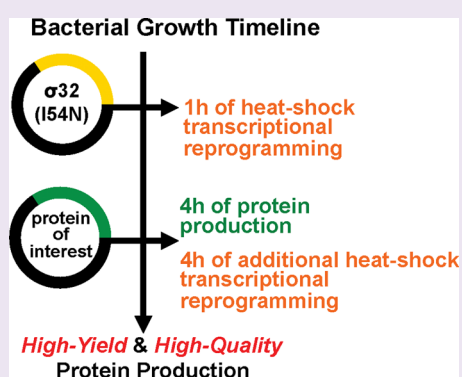 Bacterial Growth Timeline
σ32
(I54N)
1h of heat-shock
transcriptional
reprogramming
protein
of
interest
4h of protein
production
4h of additional heat-shock
transcriptional
reprogramming
High-Yield & High-Quality
Protein Production